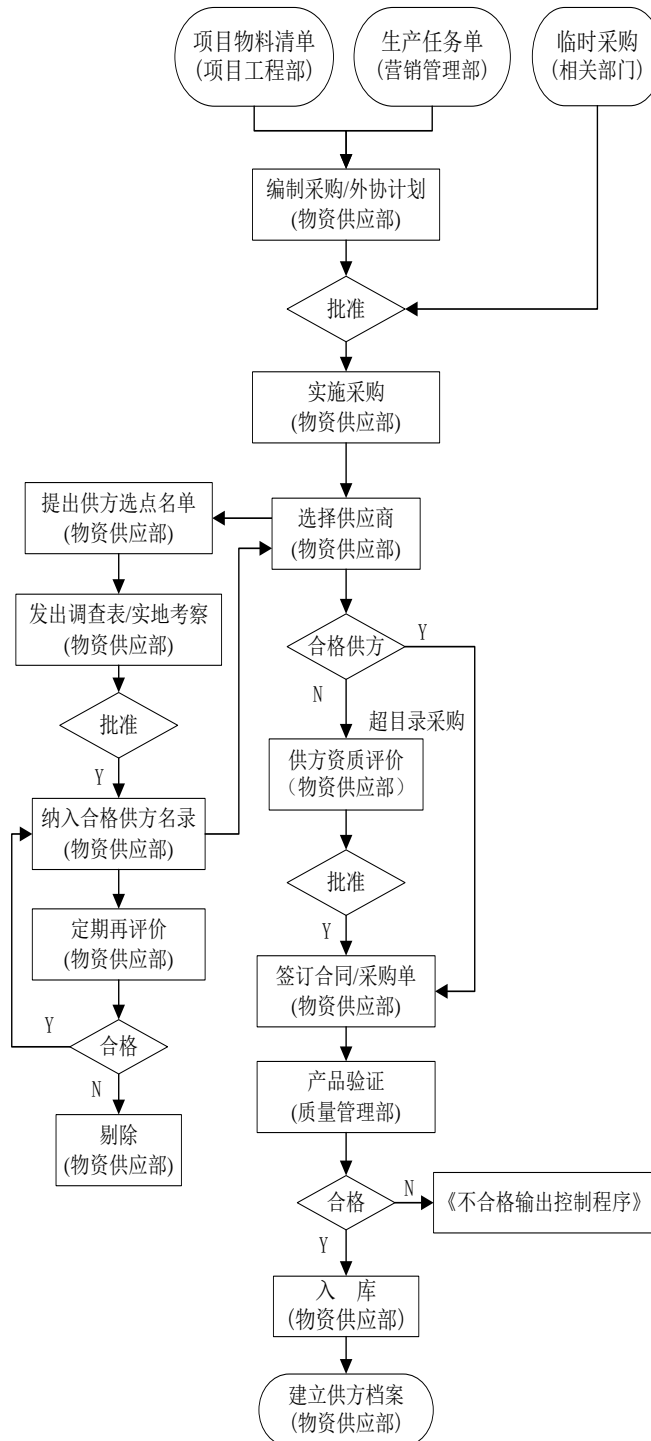 项目物料清单
(项目工程部)
生产任务单
(营销管理部)
临时采购
(相关部门)
编制采购/外协计划
(物资供应部)
批准
实施采购
(物资供应部)
提出供方选点名单
(物资供应部)
选择供应商
(物资供应部)
发出调查表/实地考察
(物资供应部)
合格供方
Y
N
超目录采购
批准
Y
供方资质评价
（物资供应部）
纳入合格供方名录
(物资供应部)
批准
Y
定期再评价
(物资供应部)
签订合同/采购单
(物资供应部)
Y
合格
N
产品验证
(质量管理部)
剔除
(物资供应部)
合格
N
《不合格输出控制程序》
Y
入 库
(物资供应部)
建立供方档案
(物资供应部)